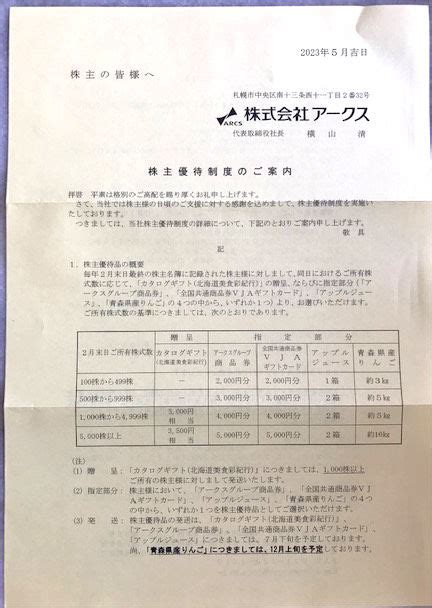 2023年5月吉日
株主の皆様へ
札幌市中央区南十三条西十一丁目2番32号
ARCS 株式会社アークス
代表取締役社長 横山 清
株主優待制度のご案内
拝啓 平素は格別のご高配を賜り厚くお礼申し上げます。
さて、当社では株主様の日頃のご支援に対する感謝を込めまして、株主優待制度を実施いたしております。
つきましては、当社株主優待制度の詳細について、下記のとおりご案内申し上げます。
敬具
記
1. 株主優待品の概要
毎年2月末日最終の株主名簿に記録された株主様に対しまして、同日におけるご所有株
式数に応じて、「カタログギフト(北海道美食彩紀行)」の贈呈、ならびに指定部分(「ア
ークスグループ商品券」、「全国共通商品券VJAギフトカード」、「アップルジュー
ス」、「青森県産りんご」の4つの中から、いずれか1つ)より、お選びいただけます。
ご所有株式数の基準につきましては、次のとおりであります。
贈呈 指定部分
2月末日ご所有株式数 カタログギフト(北海道美食彩紀行) アークスグループ商品券 全国共通商品券VJAギフトカード アップルジュース 青森県産りんご
100株から499株 － 2,000円分 2,000円分 1箱 約3kg
500株から999株 － 3,000円分 3,000円分 2箱 約5kg
1,000株から4,999株 3,000円相当 4,000円分 4,000円分 2箱 約5kg
5,000株以上 3,500円相当 5,000円分 5,000円分 2箱 約10kg
(注)
(1) 贈呈:「カタログギフト(北海道美食彩紀行)」につきましては、1,000株以上
ご所有の株主様に対しまして発送いたします。
(2) 指定部分: 株主様において、「アークスグループ商品券」、「全国共通商品券VJ
Aギフトカード」、「アップルジュース」、「青森県産りんご」の4つ
の中から、いずれか1つを株主優待品としてご選択いただけます。
(3) 発送: 株主優待品の発送は、「カタログギフト(北海道美食彩紀行)」、
「アークスグループ商品券」、「全国共通商品券VJAギフトカード」、
「アップルジュース」につきましては、7月下旬を予定しております。
尚、「青森県産りんご」につきましては、12月上旬を予定しております。